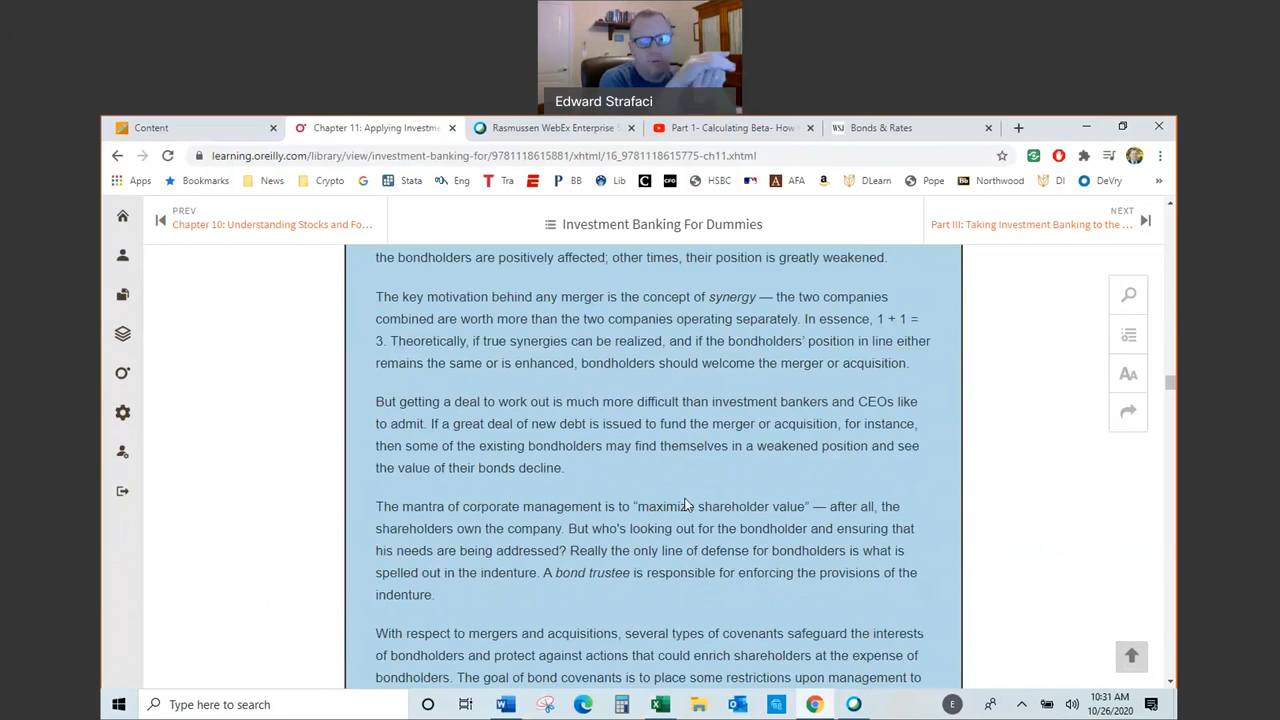 Edward Strafaci
Content
Chapter 11: Applying Investme
Rasmussen WebEx Enterprise S
Part 1- Calculating Beta- How
WSJ
Bonds & Rates
learning.oreilly.com/library/view/investment-banking-for/9781118615881/xhtml/16_9781118615775-ch11.xhtml
Apps Bookmarks News Crypto Stata Eng Tra BB Lib CFO HSBC AFA DLearn Pope Northwood DI DeVry »
PREV
Chapter 10: Understanding Stocks and Fo...
Investment Banking For Dummies
NEXT
Part III: Taking Investment Banking to the ...
the bondholders are positively affected; other times, their position is greatly weakened.
The key motivation behind any merger is the concept of synergy — the two companies
combined are worth more than the two companies operating separately. In essence, 1 + 1 =
3. Theoretically, if true synergies can be realized, and if the bondholders' position in line either
remains the same or is enhanced, bondholders should welcome the merger or acquisition.
But getting a deal to work out is much more difficult than investment bankers and CEOs like
to admit. If a great deal of new debt is issued to fund the merger or acquisition, for instance,
then some of the existing bondholders may find themselves in a weakened position and see
the value of their bonds decline.
The mantra of corporate management is to “maximize shareholder value” — after all, the
shareholders own the company. But who's looking out for the bondholder and ensuring that
his needs are being addressed? Really the only line of defense for bondholders is what is
spelled out in the indenture. A bond trustee is responsible for enforcing the provisions of the
indenture.
With respect to mergers and acquisitions, several types of covenants safeguard the interests
of bondholders and protect against actions that could enrich shareholders at the expense of
bondholders. The goal of bond covenants is to place some restrictions upon management to
AA
Type here to search
E
10:31 AM
10/26/2020